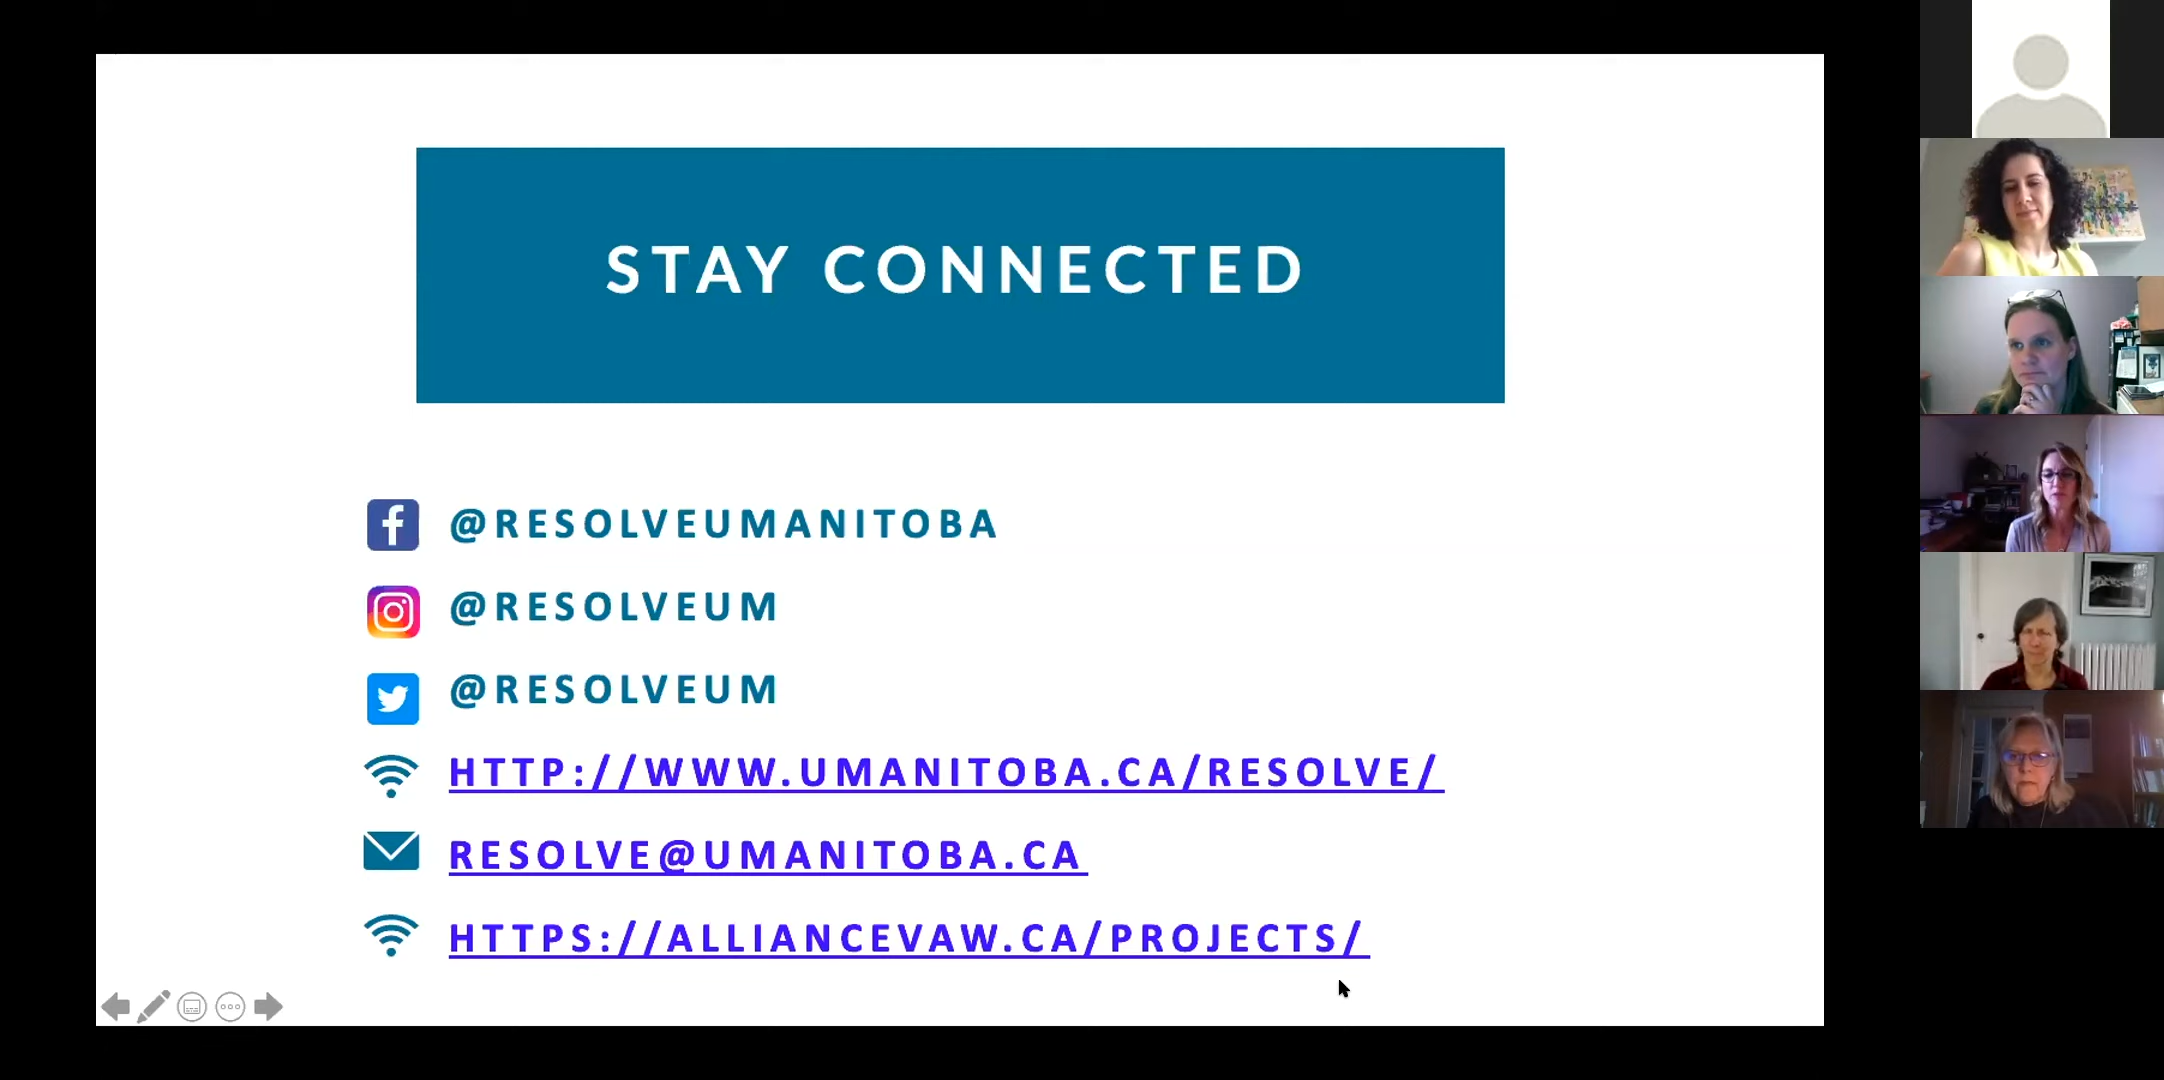 STAY CONNECTED
@RESOLVEUMANITOBA
@RESOLVEUM
@RESOLVEUM
HTTP://WWW.UMANITOBA.CA/RESOLVE/
RESOLVE@UMANITOBA.CA
HTTPS://ALLIANCEVAW.CA/PROJECTS/